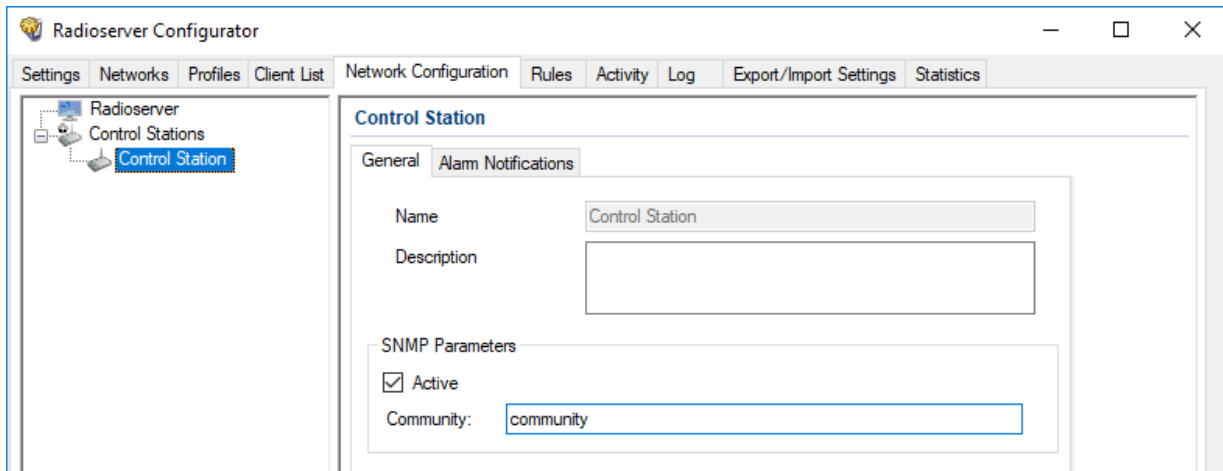 Radioserver Configurator
Settings Networks Profiles Client List Network Configuration Rules Activity Log Export/Import Settings Statistics
Radioserver
Control Stations
Control Station
Control Station
General Alarm Notifications
Name Control Station
Description
SNMP Parameters
Active
Community: community